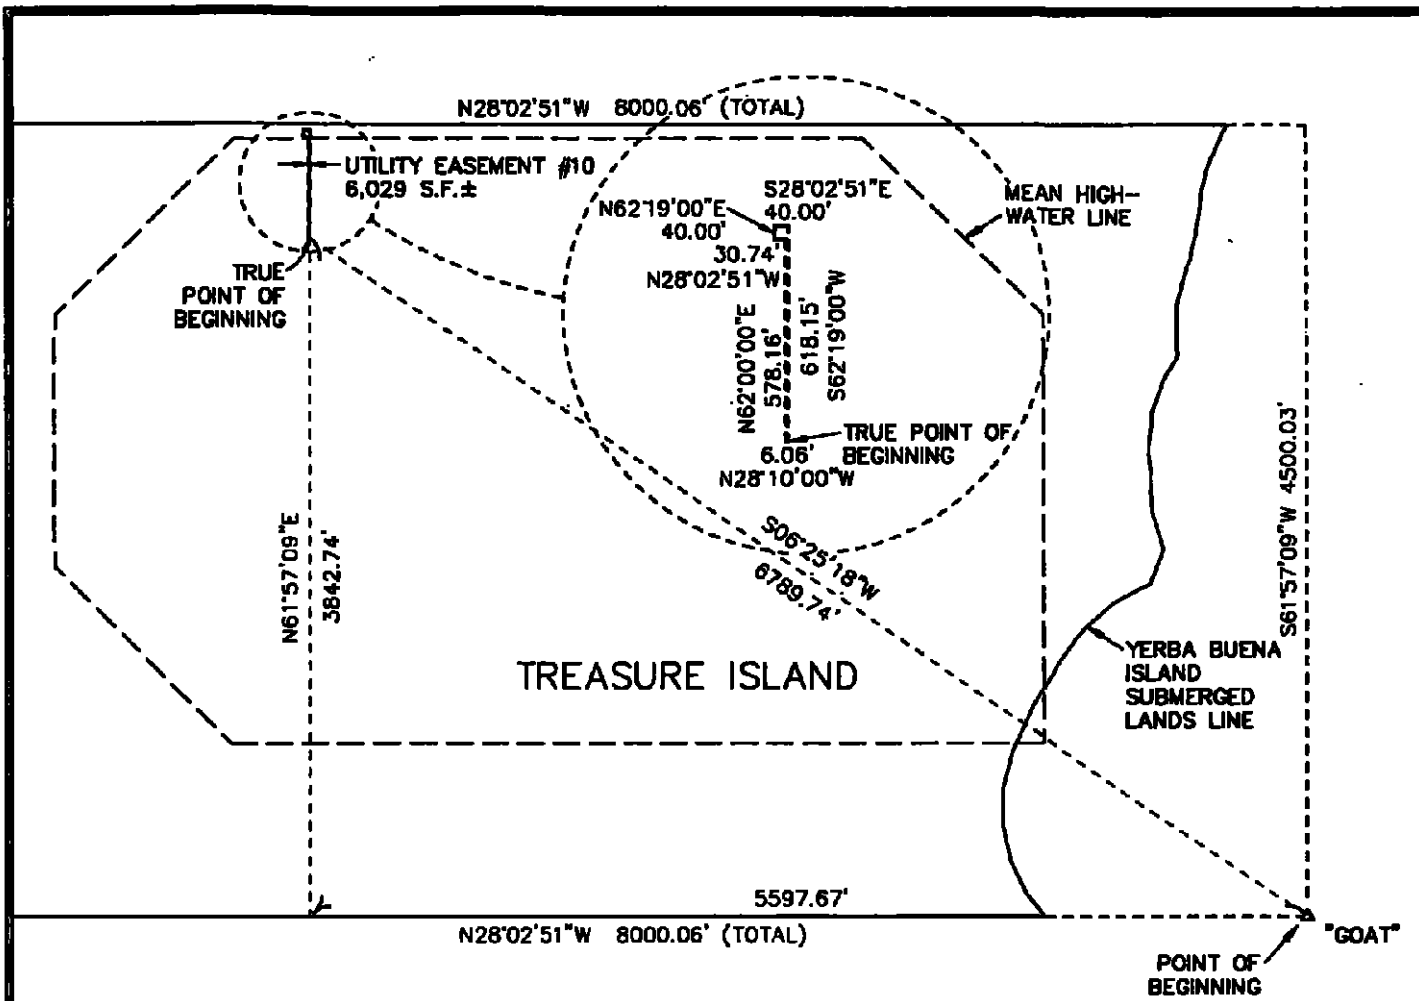 N28°02'51"W 8000.06' (TOTAL)
UTILITY EASEMENT #10
6,029 S.F.±
TRUE
POINT OF
BEGINNING
S28°02'51"E
40.00'
N62°19'00"E
40.00'
30.74'
N28°02'51"W
MEAN HIGH-
WATER LINE
N62°00'00"E
578.16'
618.15'
S62°19'00"W
TRUE POINT OF
BEGINNING
6.06'
N28°10'00"W
S06°25'18"W
6789.74'
N61°57'09"E
3842.74'
S61°57'09"W 4500.03'
TREASURE ISLAND
YERBA BUENA
ISLAND
SUBMERGED
LANDS LINE
5597.67'
N28°02'51"W 8000.06' (TOTAL)
"GOAT"
POINT OF
BEGINNING